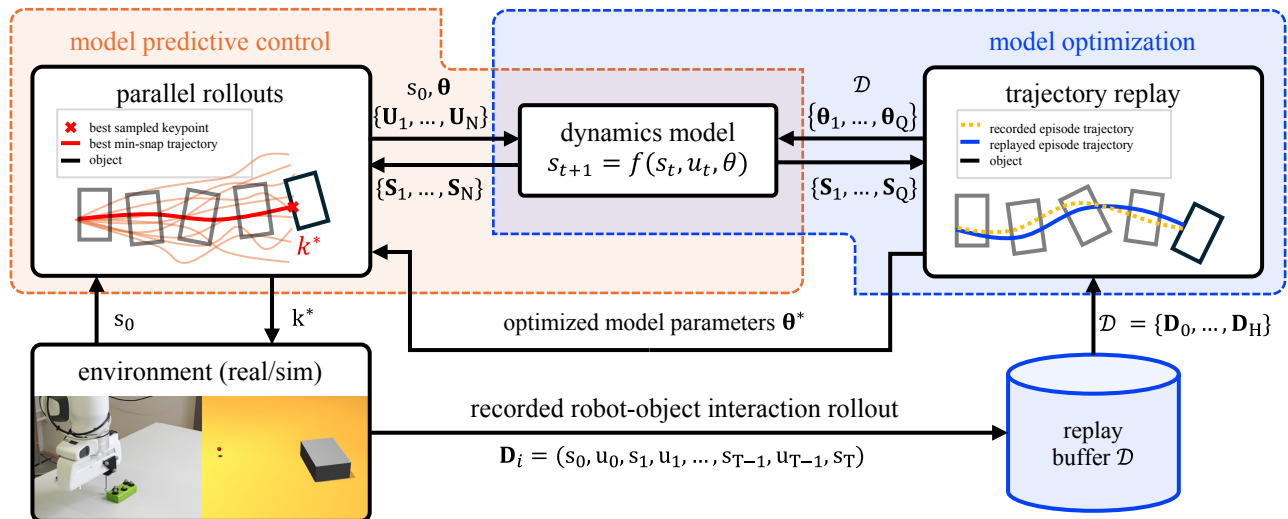 model predictive control
model optimization
parallel rollouts
best sampled keypoint
best min-snap trajectory
object
k*
s₀, θ
{U₁, … , U_N}
{S₁, … , S_N}
dynamics model
s_{t+1} = f(s_t, u_t, θ)
𝒟
{θ₁, … , θ_Q}
{S₁, … , S_Q}
trajectory replay
recorded episode trajectory
replayed episode trajectory
object
s₀
k*
optimized model parameters θ*
𝒟 = {D₀, … , D_H}
environment (real/sim)
recorded robot-object interaction rollout
D_i = (s₀, u₀, s₁, u₁, … , s_{T−1}, u_{T−1}, s_T)
replay
buffer 𝒟